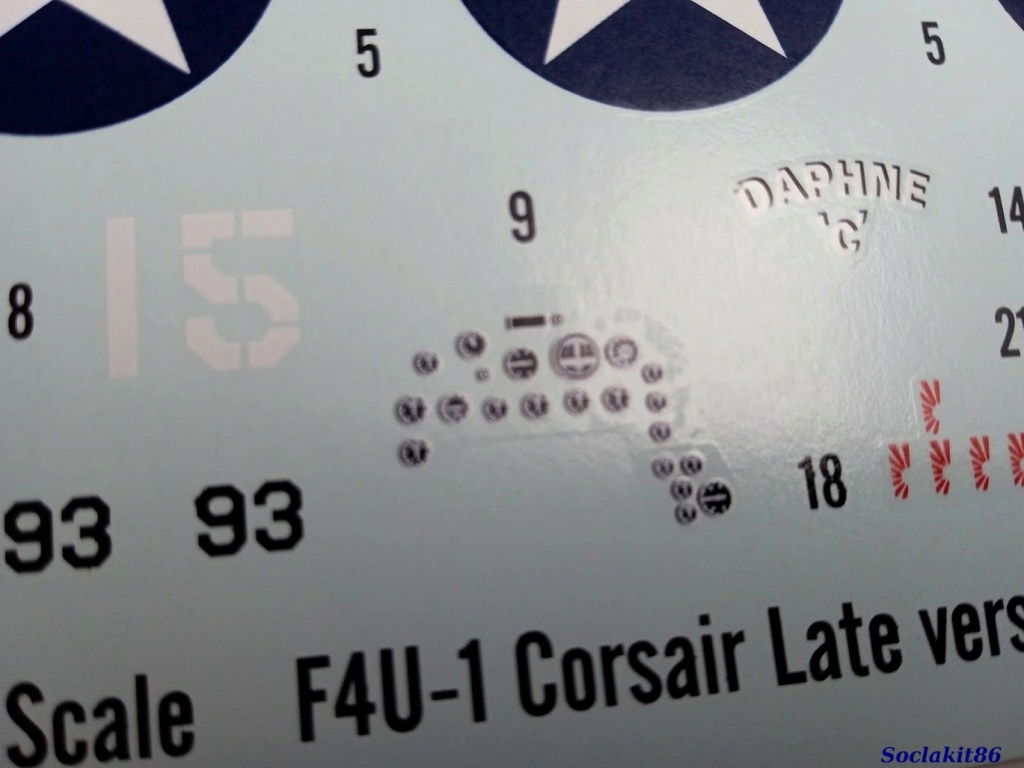 5
5
9
DAPHNE
'C'
14
8
15
21
18
93
93
Scale
F4U-1 Corsair Late vers
Soclakit86